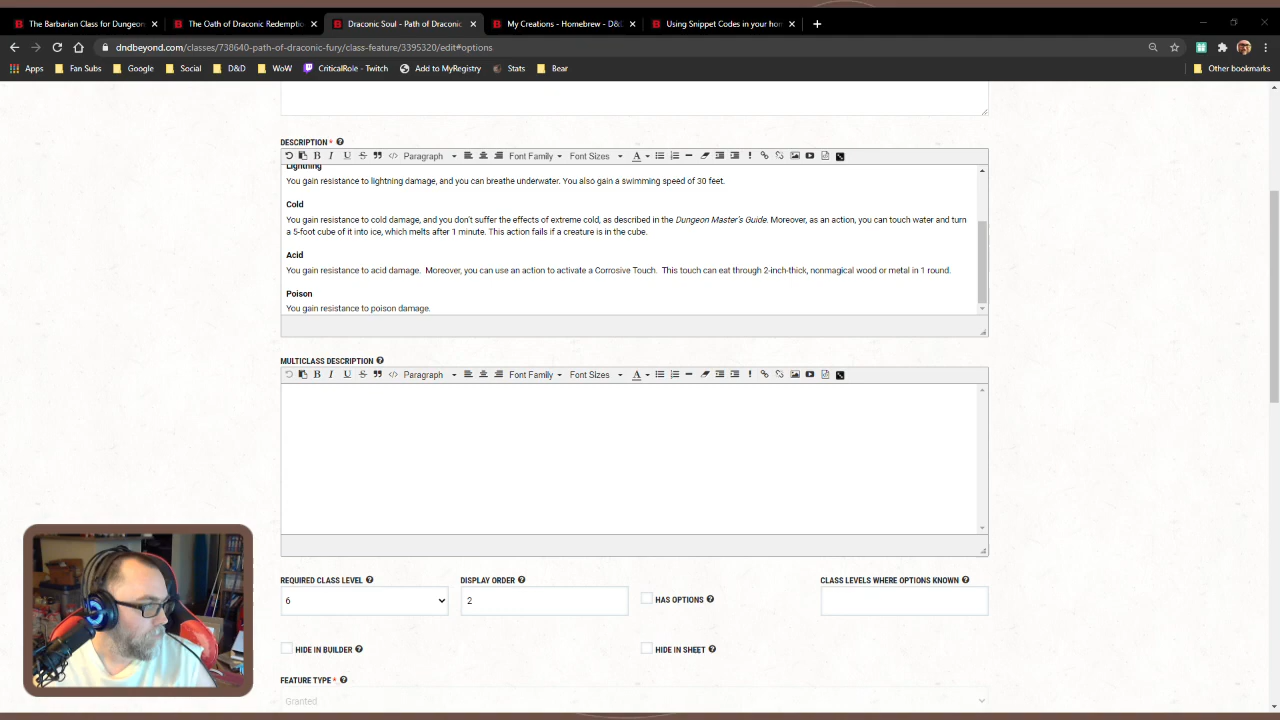 The Barbarian Class for Dungeon
The Oath of Draconic Redemptio
Draconic Soul - Path of Draconic
My Creations - Homebrew - D&D
Using Snippet Codes in your hom
dndbeyond.com/classes/738640-path-of-draconic-fury/class-feature/3395320/edit#options
Apps
Fan Subs
Google
Social
D&D
WoW
CriticalRole - Twitch
Add to MyRegistry
Stats
Bear
Other bookmarks
DESCRIPTION *
Paragraph
Font Family
Font Sizes
Lightning
You gain resistance to lightning damage, and you can breathe underwater. You also gain a swimming speed of 30 feet.
Cold
You gain resistance to cold damage, and you don't suffer the effects of extreme cold, as described in the Dungeon Master's Guide. Moreover, as an action, you can touch water and turn
a 5-foot cube of it into ice, which melts after 1 minute. This action fails if a creature is in the cube.
Acid
You gain resistance to acid damage.  Moreover, you can use an action to activate a Corrosive Touch.  This touch can eat through 2-inch-thick, nonmagical wood or metal in 1 round.
Poison
You gain resistance to poison damage.
MULTICLASS DESCRIPTION
Paragraph
Font Family
Font Sizes
REQUIRED CLASS LEVEL
DISPLAY ORDER
CLASS LEVELS WHERE OPTIONS KNOWN
6
2
HAS OPTIONS
HIDE IN BUILDER
HIDE IN SHEET
FEATURE TYPE *
Granted